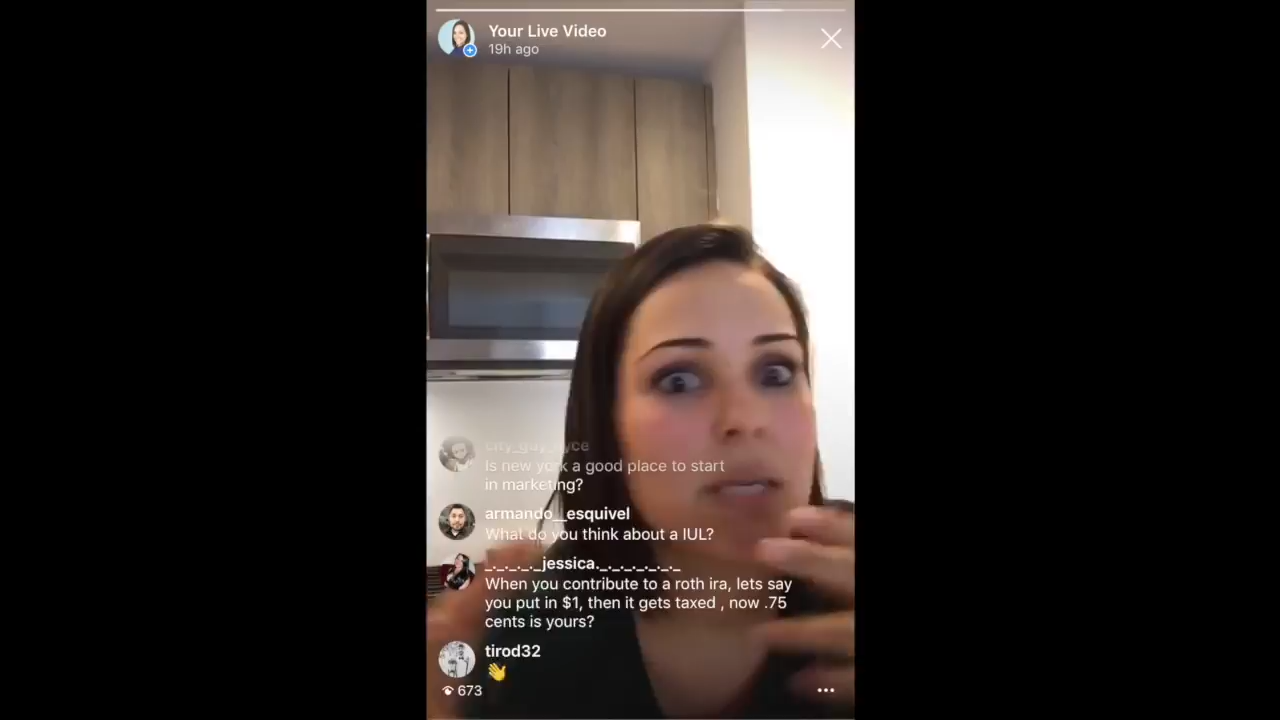 Your Live Video
19h ago
Is new york a good place to start
in marketing?
armando__esquivel
What do you think about a IUL?
_._._._._jessica._._._._._._
When you contribute to a roth ira, lets say
you put in $1, then it gets taxed , now .75
cents is yours?
tirod32
673